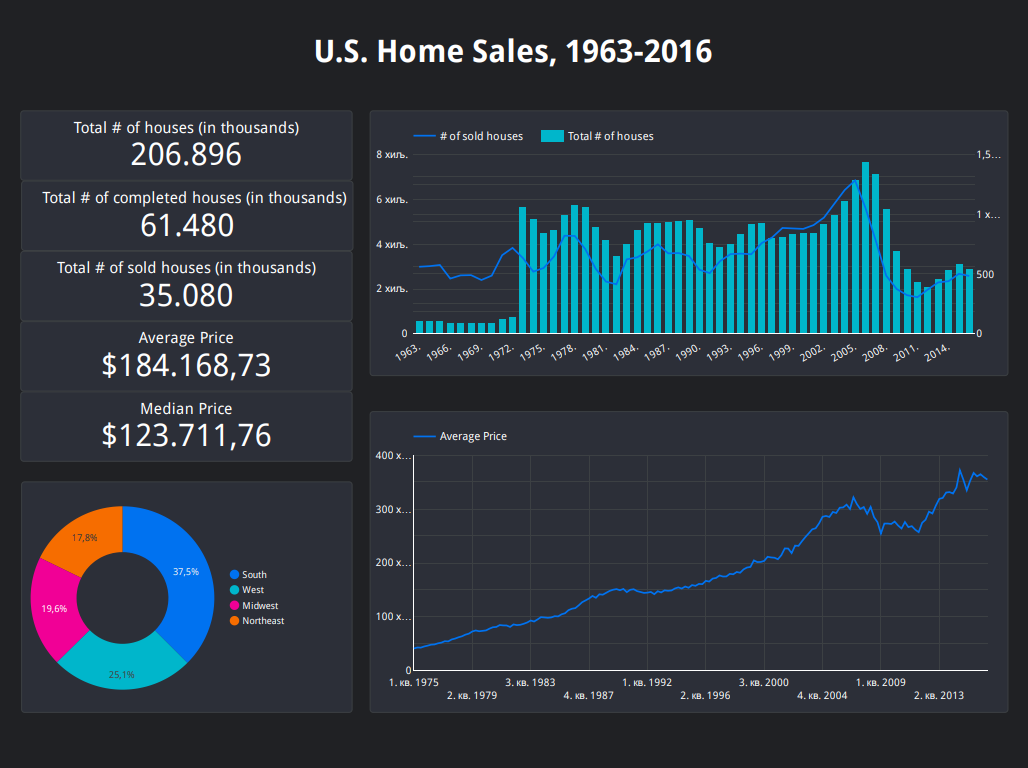 U.S. Home Sales, 1963-2016
Total # of houses (in thousands)
206.896
Total # of completed houses (in thousands)
61.480
Total # of sold houses (in thousands)
35.080
Average Price
$184.168,73
Median Price
$123.711,76
17,8%
37,5%
19,6%
25,1%
South
West
Midwest
Northeast
# of sold houses Total # of houses
8 хиљ. 1,5…
6 хиљ. 1 х…
4 хиљ. 500
2 хиљ.
0 0
1963. 1966. 1969. 1972. 1975. 1978. 1981. 1984. 1987. 1990. 1993. 1996. 1999. 2002. 2005. 2008. 2011. 2014.
Average Price
400 х…
300 х…
200 х…
100 х…
0
1. кв. 1975 3. кв. 1983 1. кв. 1992 3. кв. 2000 1. кв. 2009
2. кв. 1979 4. кв. 1987 2. кв. 1996 4. кв. 2004 2. кв. 2013